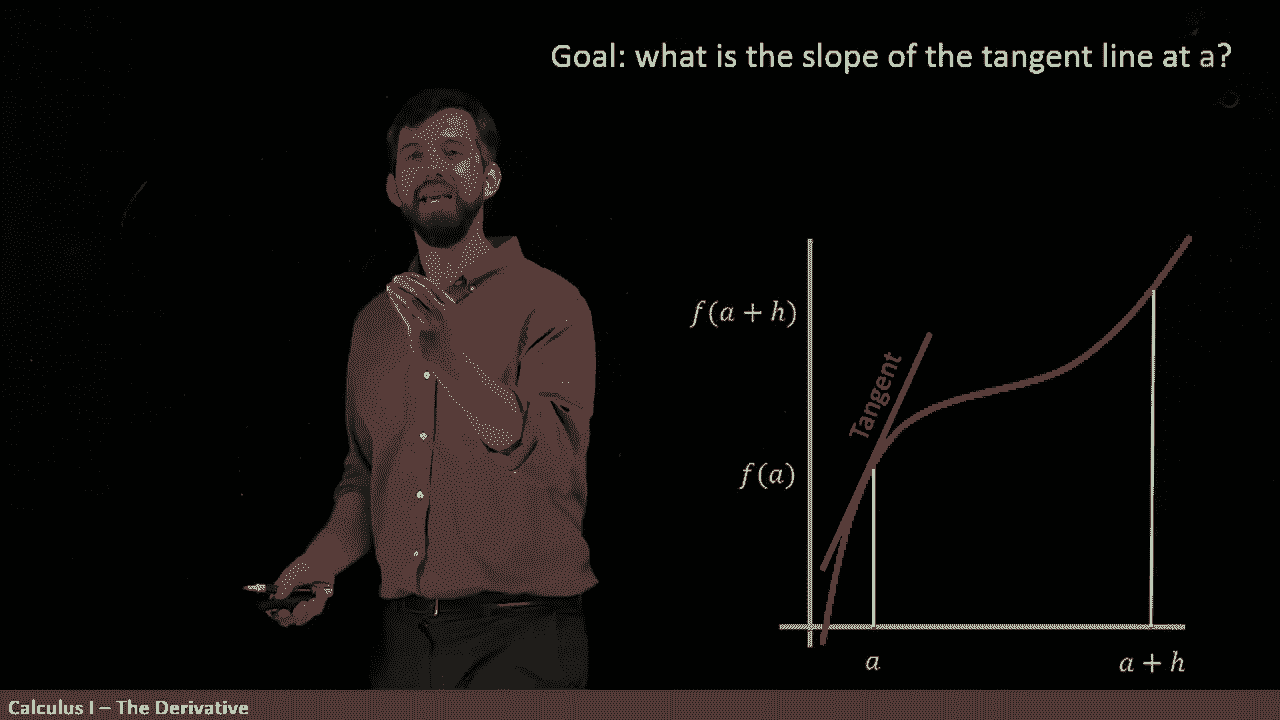 Goal: what is the slope of the tangent line at a?
f(a + h)
Tangent
f(a)
a
a + h
Calculus I – The Derivative